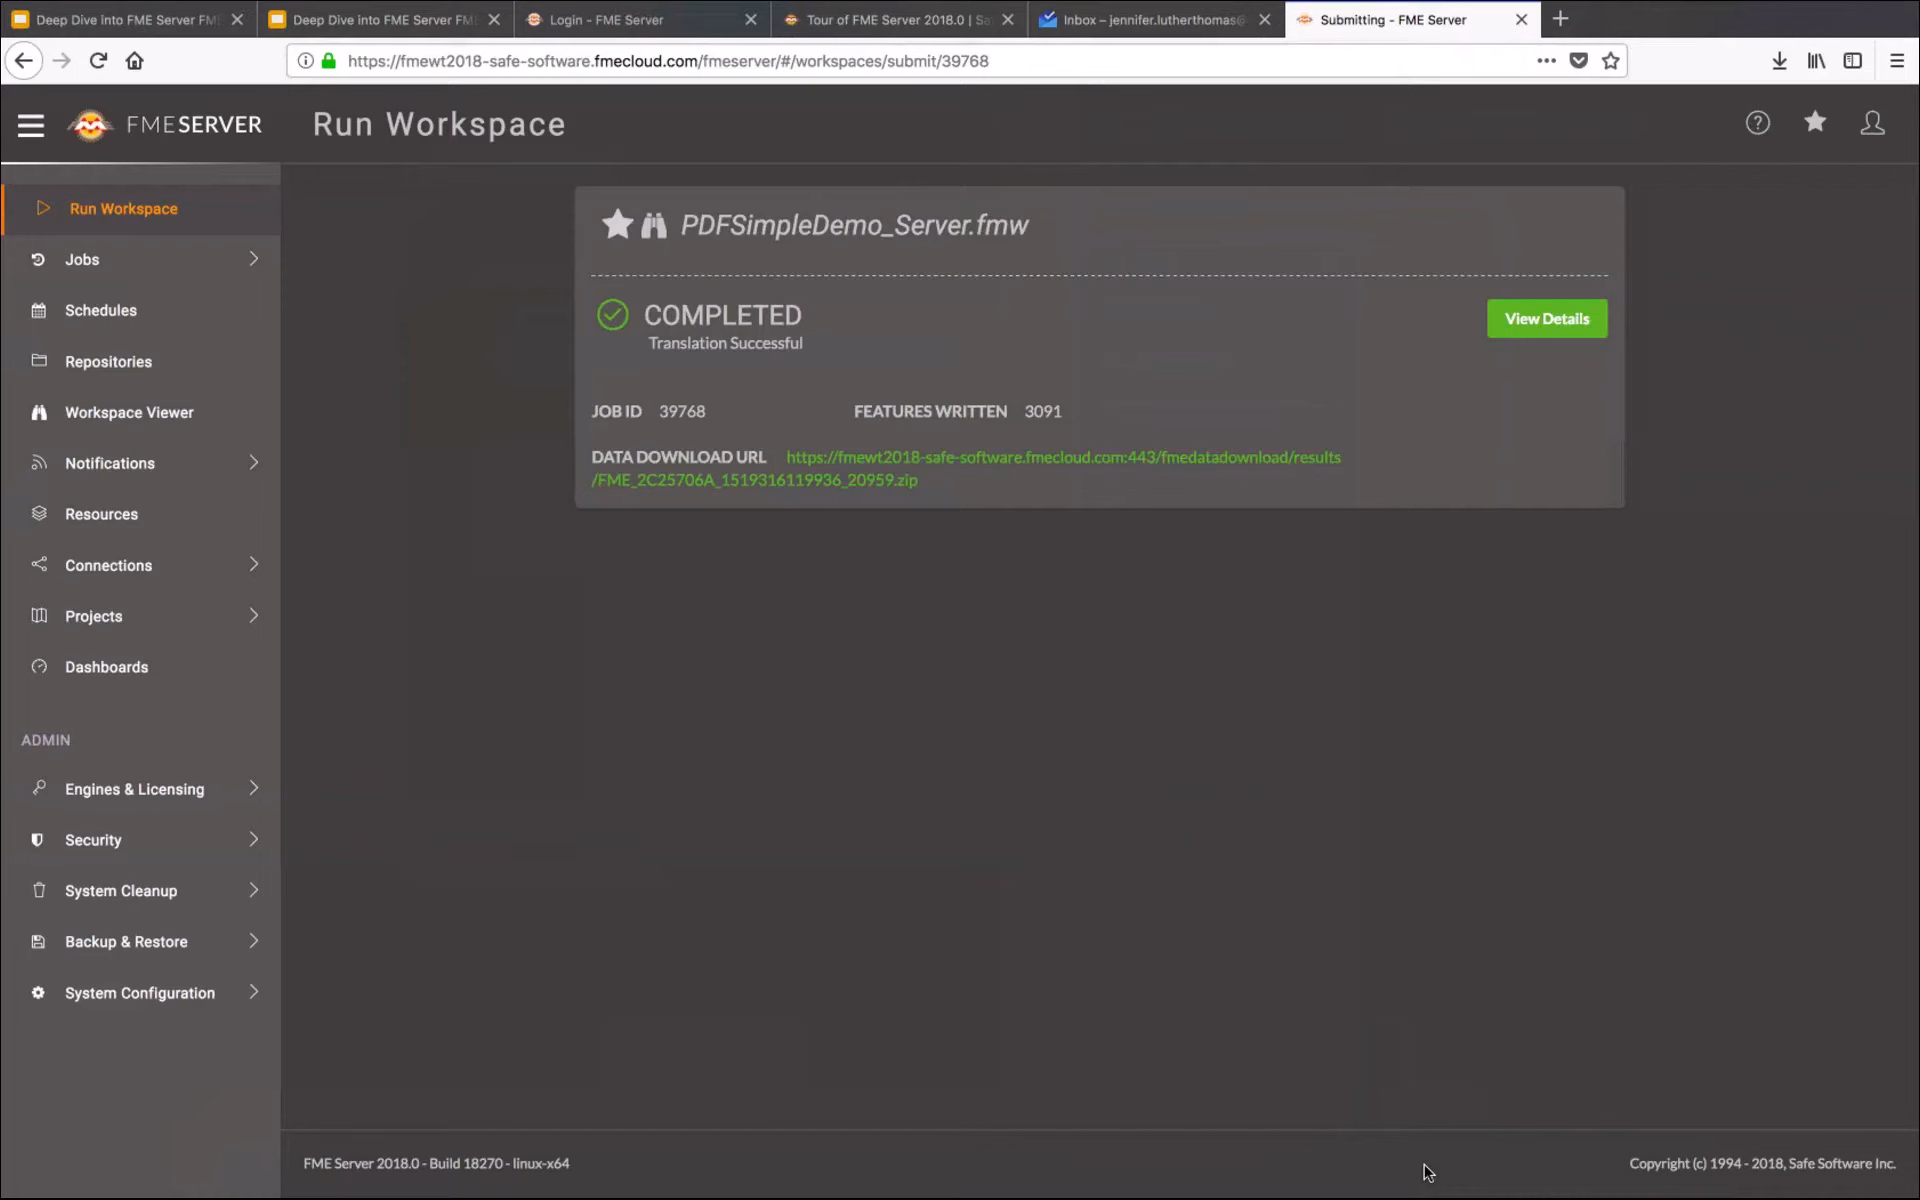 Deep Dive into FME Server FME
Deep Dive into FME Server FME
Login - FME Server
Tour of FME Server 2018.0 | Sa
Inbox – jennifer.lutherthomas@
Submitting - FME Server
https://fmewt2018-safe-software.fmecloud.com/fmeserver/#/workspaces/submit/39768
FMESERVER
Run Workspace
Run Workspace
Jobs
Schedules
Repositories
Workspace Viewer
Notifications
Resources
Connections
Projects
Dashboards
ADMIN
Engines & Licensing
Security
System Cleanup
Backup & Restore
System Configuration
PDFSimpleDemo_Server.fmw
COMPLETED
Translation Successful
View Details
JOB ID 39768 FEATURES WRITTEN 3091
DATA DOWNLOAD URL https://fmewt2018-safe-software.fmecloud.com:443/fmedatadownload/results
/FME_2C25706A_1519316119936_20959.zip
FME Server 2018.0 - Build 18270 - linux-x64
Copyright (c) 1994 - 2018, Safe Software Inc.